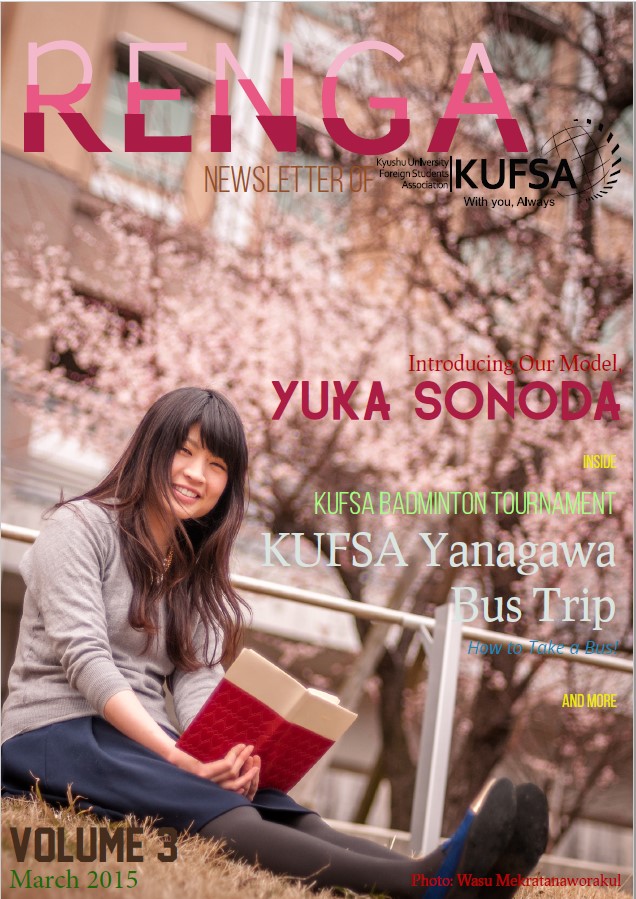 RENGA
NEWSLETTER OF
Kyushu University
Foreign Students
Association
KUFSA
With you, Always
Introducing Our Model,
YUKA SONODA
INSIDE
KUFSA BADMINTON TOURNAMENT
KUFSA Yanagawa
Bus Trip
How to Take a Bus!
AND MORE
VOLUME 3
March 2015
Photo: Wasu Mekratanaworakul